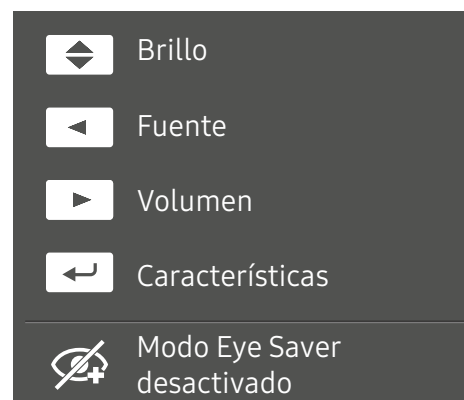 Brillo
Fuente
Volumen
Características
Modo Eye Saver
desactivado